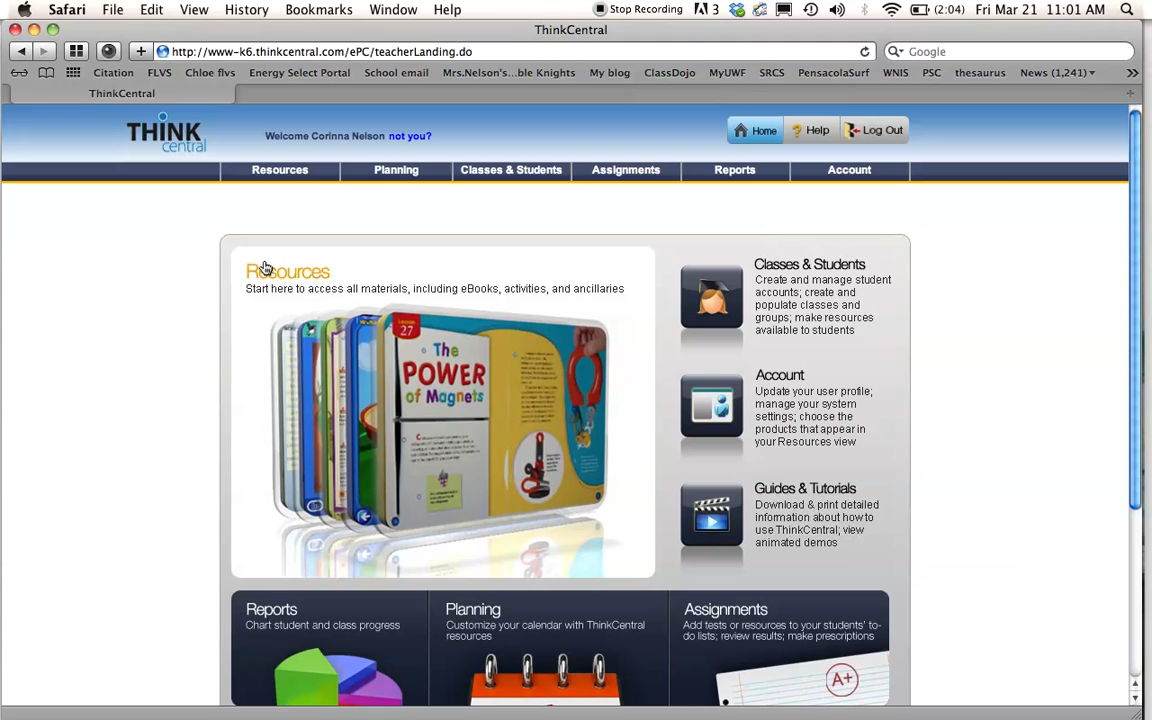 Safari File Edit View History Bookmarks Window Help Stop Recording 3 (2:04) Fri Mar 21 11:01 AM
ThinkCentral
http://www-k6.thinkcentral.com/ePC/teacherLanding.do Google
Citation FLVS Chloe flvs Energy Select Portal School email Mrs.Nelson's...ble Knights My blog ClassDojo MyUWF SRCS PensacolaSurf WNIS PSC thesaurus News (1,241)
ThinkCentral
THINK
central
Welcome Corinna Nelson not you?
Home Help Log Out
Resources Planning Classes & Students Assignments Reports Account
Resources
Start here to access all materials, including eBooks, activities, and ancillaries
Lesson
27
The
POWER
of Magnets
Classes & Students
Create and manage student
accounts; create and
populate classes and
groups; make resources
available to students
Account
Update your user profile;
manage your system
settings; choose the
products that appear in
your Resources view
Guides & Tutorials
Download & print detailed
information about how to
use ThinkCentral; view
animated demos
Reports
Chart student and class progress
Planning
Customize your calendar with ThinkCentral
resources
Assignments
Add tests or resources to your students' to-
do lists; review results; make prescriptions
A+